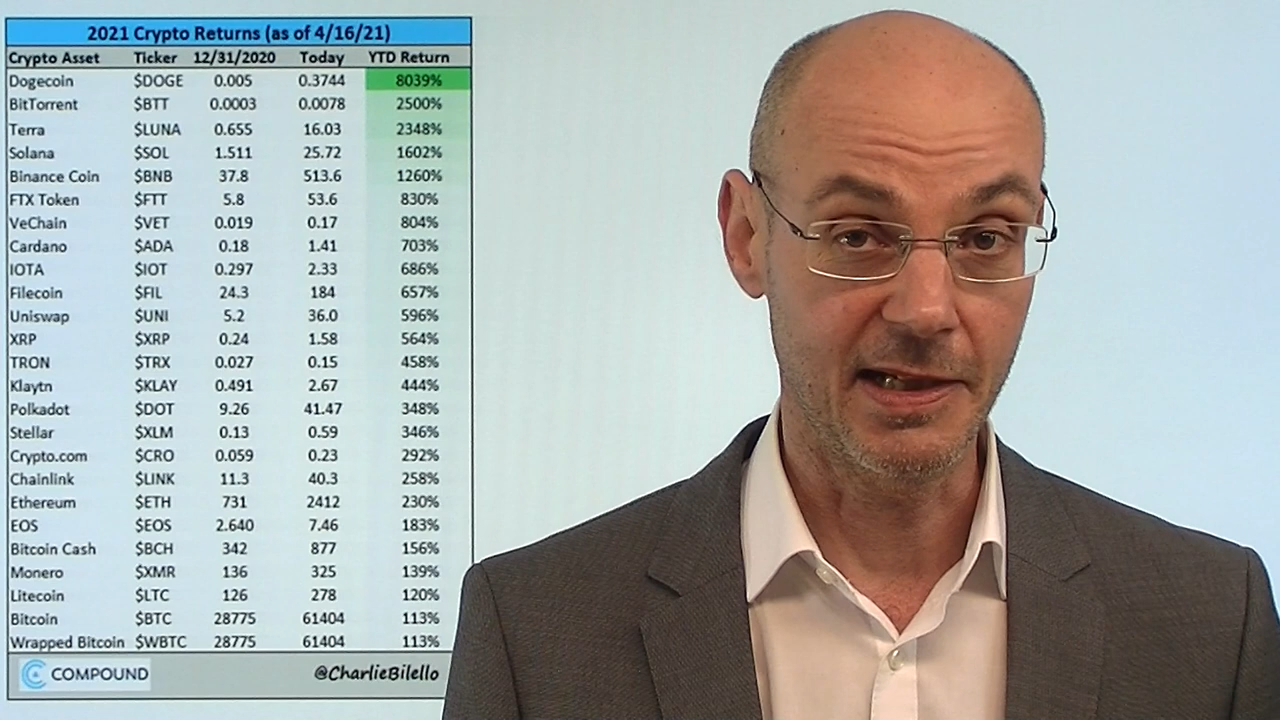 2021 Crypto Returns (as of 4/16/21)
Crypto Asset Ticker 12/31/2020 Today YTD Return
Dogecoin $DOGE 0.005 0.3744 8039%
BitTorrent $BTT 0.0003 0.0078 2500%
Terra $LUNA 0.655 16.03 2348%
Solana $SOL 1.511 25.72 1602%
Binance Coin $BNB 37.8 513.6 1260%
FTX Token $FTT 5.8 53.6 830%
VeChain $VET 0.019 0.17 804%
Cardano $ADA 0.18 1.41 703%
IOTA $IOT 0.297 2.33 686%
Filecoin $FIL 24.3 184 657%
Uniswap $UNI 5.2 36.0 596%
XRP $XRP 0.24 1.58 564%
TRON $TRX 0.027 0.15 458%
Klaytn $KLAY 0.491 2.67 444%
Polkadot $DOT 9.26 41.47 348%
Stellar $XLM 0.13 0.59 346%
Crypto.com $CRO 0.059 0.23 292%
Chainlink $LINK 11.3 40.3 258%
Ethereum $ETH 731 2412 230%
EOS $EOS 2.640 7.46 183%
Bitcoin Cash $BCH 342 877 156%
Monero $XMR 136 325 139%
Litecoin $LTC 126 278 120%
Bitcoin $BTC 28775 61404 113%
Wrapped Bitcoin $WBTC 28775 61404 113%
COMPOUND @CharlieBilello